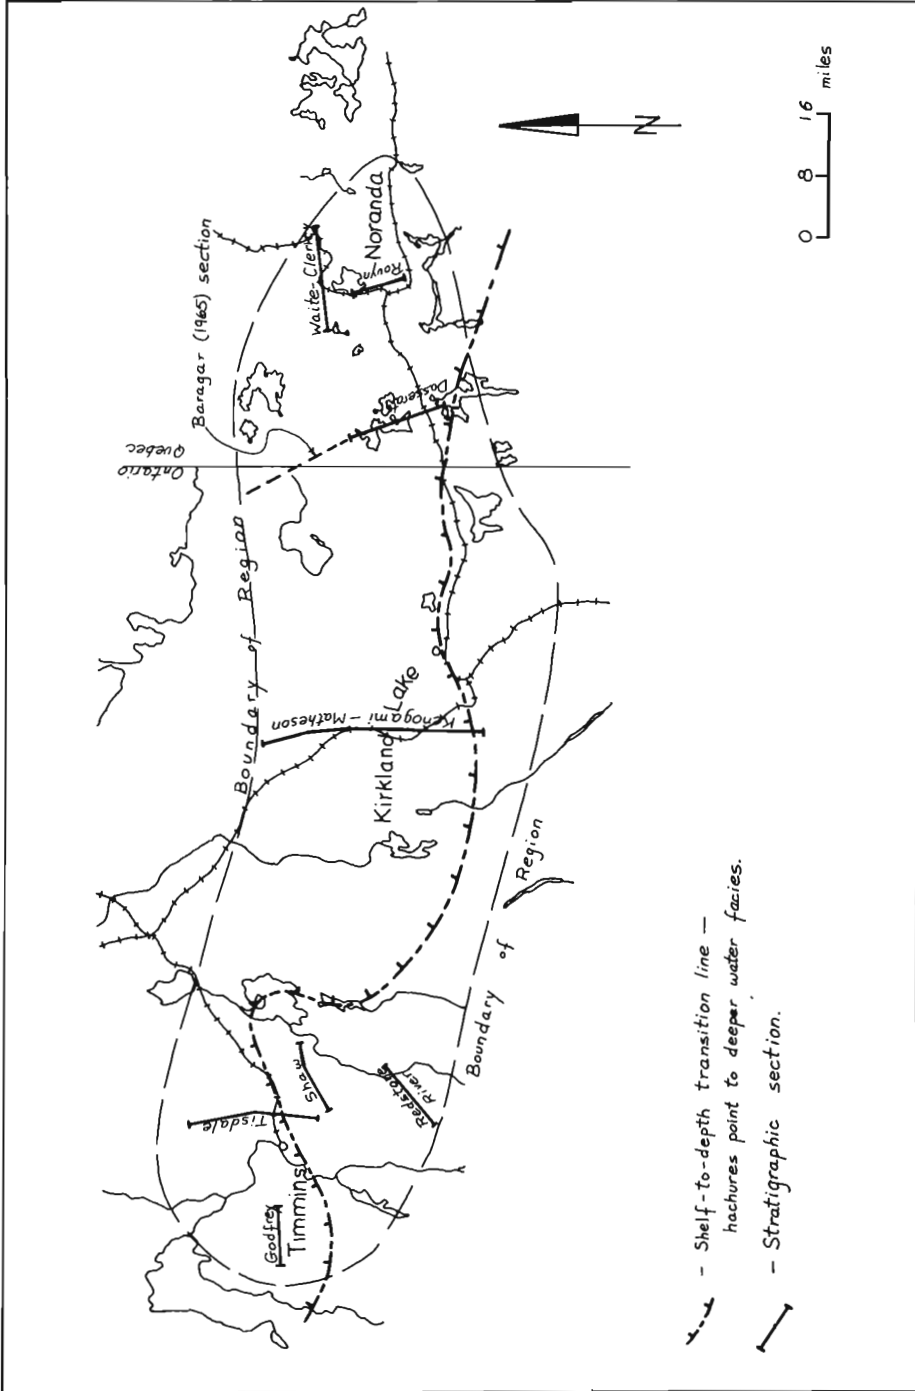 Baragar (1965) section
Quebec
Ontario
Boundary of Region
Waite-Clerly
Noranda
Rouyn
Dasserat
Kenogami - Matheson
Kirkland
Lake
Tisdale
Shaw
Redstone
River
Godfrey
Timmins
Boundary of Region
N
0 8 16 miles
- Shelf-to-depth transition line -
hachures point to deeper water facies.
- Stratigraphic section.